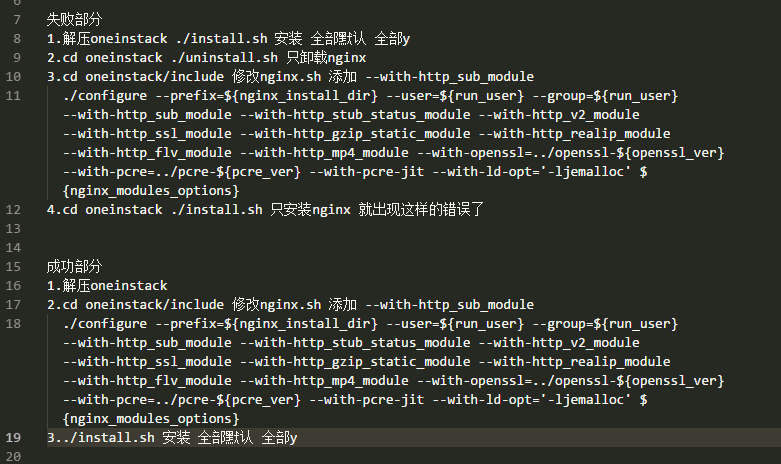 6
7 失败部分
8 1.解压oneinstack ./install.sh 安装 全部默认 全部y
9 2.cd oneinstack ./uninstall.sh 只卸载nginx
10 3.cd oneinstack/include 修改nginx.sh 添加 --with-http_sub_module
11 ./configure --prefix=${nginx_install_dir} --user=${run_user} --group=${run_user}
--with-http_sub_module --with-http_stub_status_module --with-http_v2_module
--with-http_ssl_module --with-http_gzip_static_module --with-http_realip_module
--with-http_flv_module --with-http_mp4_module --with-openssl=../openssl-${openssl_ver}
--with-pcre=../pcre-${pcre_ver} --with-pcre-jit --with-ld-opt='-ljemalloc' $
{nginx_modules_options}
12 4.cd oneinstack ./install.sh 只安装nginx 就出现这样的错误了
13
14
15 成功部分
16 1.解压oneinstack
17 2.cd oneinstack/include 修改nginx.sh 添加 --with-http_sub_module
18 ./configure --prefix=${nginx_install_dir} --user=${run_user} --group=${run_user}
--with-http_sub_module --with-http_stub_status_module --with-http_v2_module
--with-http_ssl_module --with-http_gzip_static_module --with-http_realip_module
--with-http_flv_module --with-http_mp4_module --with-openssl=../openssl-${openssl_ver}
--with-pcre=../pcre-${pcre_ver} --with-pcre-jit --with-ld-opt='-ljemalloc' $
{nginx_modules_options}
19 3../install.sh 安装 全部默认 全部y
20